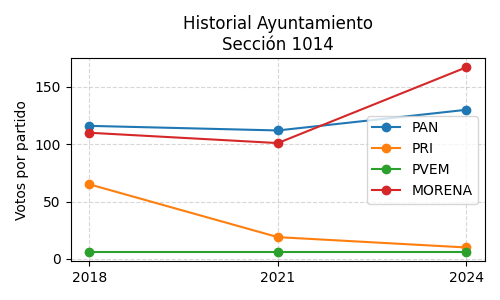 Historial Ayuntamiento
Sección 1014
Votos por partido
150
100
50
0
2018
2021
2024
PAN
PRI
PVEM
MORENA